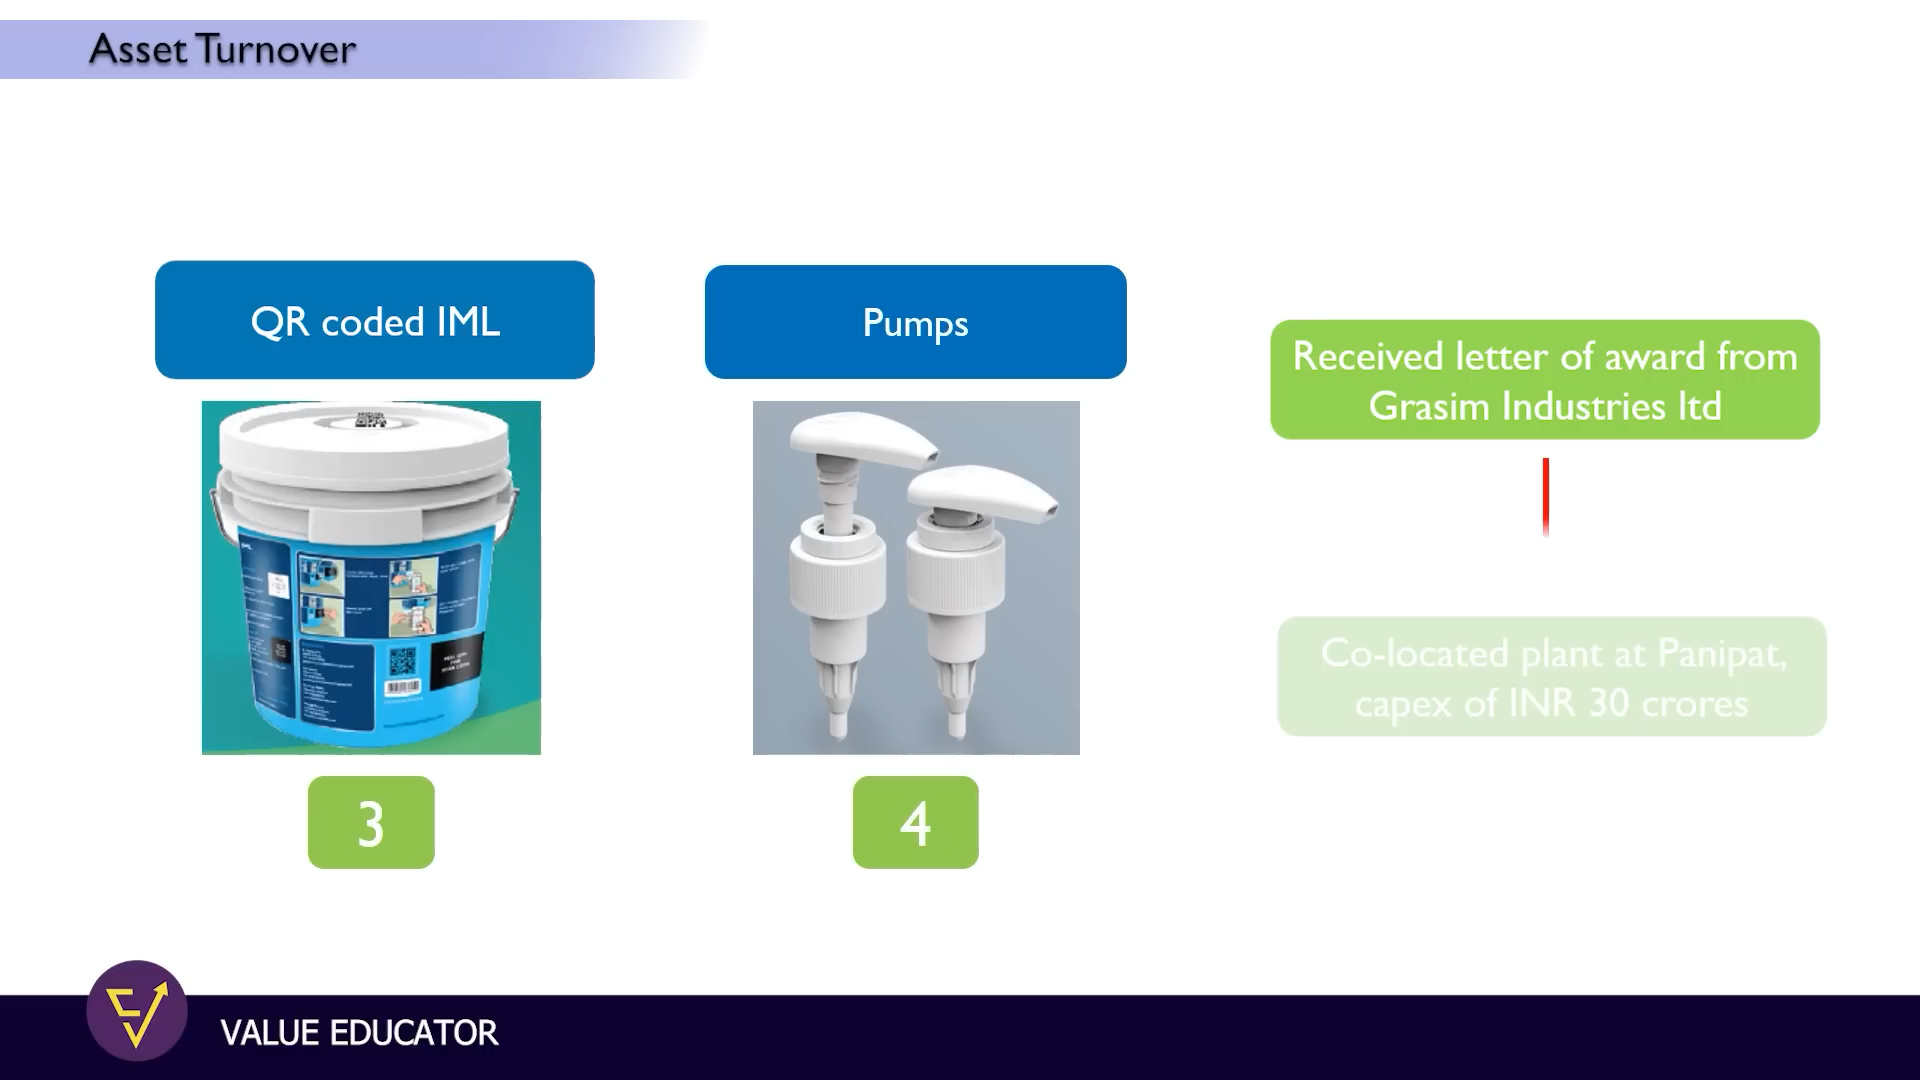 Asset Turnover
QR coded IML
Pumps
Received letter of award from
Grasim Industries ltd
Co-located plant at Panipat,
capex of INR 30 crores
3
4
VALUE EDUCATOR